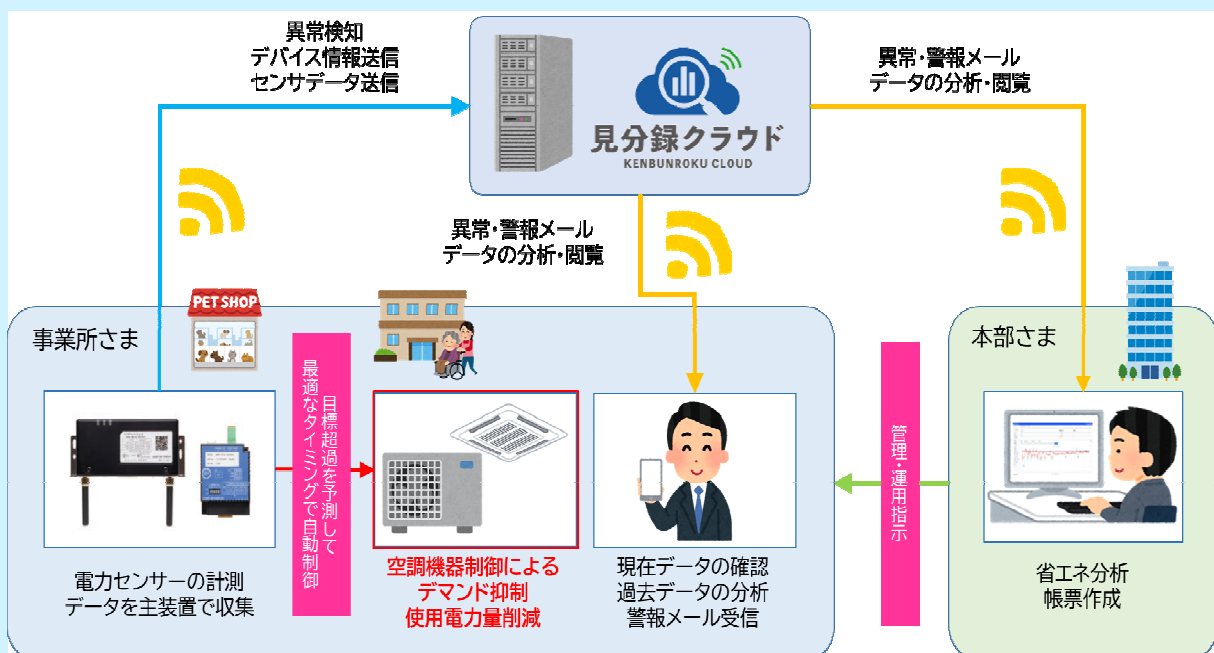 異常検知
デバイス情報送信
センサデータ送信
見分録クラウド
KENBUNROKU CLOUD
異常・警報メール
データの分析・閲覧
異常・警報メール
データの分析・閲覧
事業所さま
PET SHOP
目標超過を予測して
最適なタイミングで自動制御
電力センサーの計測
データを主装置で収集
空調機器制御による
デマンド抑制
使用電力量削減
現在データの確認
過去データの分析
警報メール受信
管理・運用指示
本部さま
省エネ分析
帳票作成